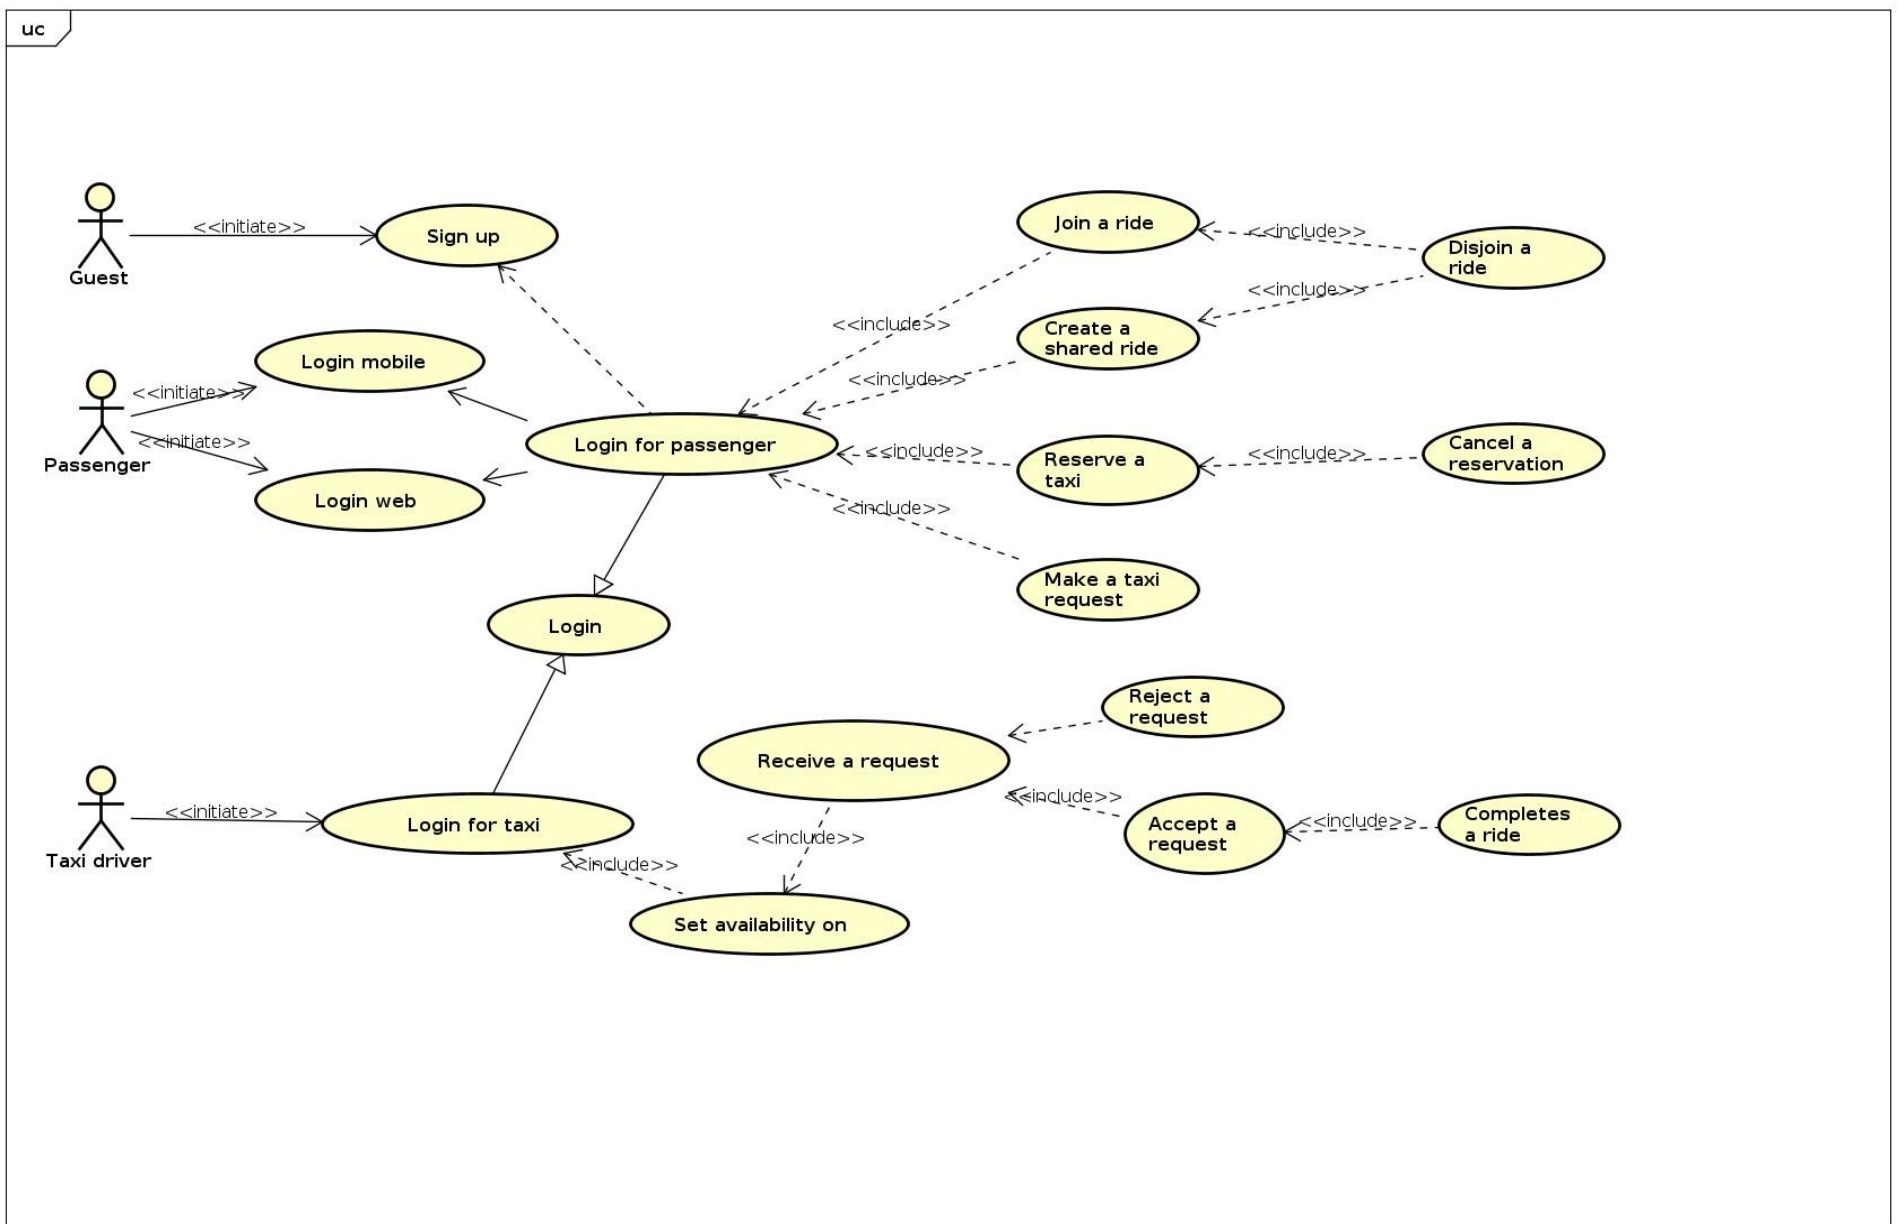 uc
<<initiate>>
Sign up
Guest
Join a ride
<<include>>
Disjoin a
ride
<<include>>
Create a
shared ride
<<include>>
<<include>>
Login mobile
<<initiate>>
<<initiate>>
Passenger
Login web
Login for passenger
<<include>>
Reserve a
taxi
<<include>>
Cancel a
reservation
<<include>>
Make a taxi
request
Login
Reject a
request
Receive a request
<<include>>
Accept a
request
<<include>>
Completes
a ride
<<initiate>>
Taxi driver
Login for taxi
<<include>>
<<include>>
Set availability on